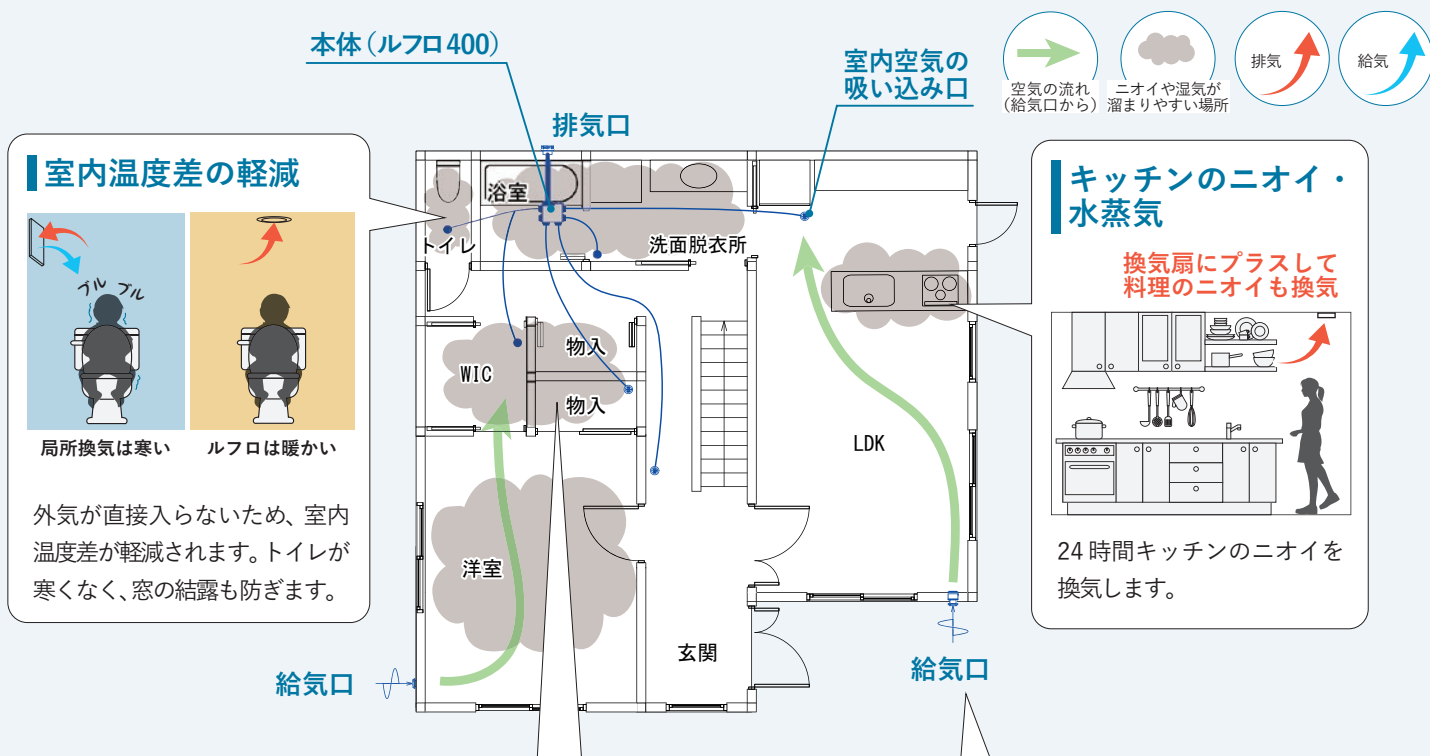 本体（ルフロ400）
室内空気の
吸い込み口
空気の流れ
（給気口から）
ニオイや湿気が
溜まりやすい場所
排気
給気
排気口
室内温度差の軽減
ブル ブル
局所換気は寒い
ルフロは暖かい
外気が直接入らないため、室内
温度差が軽減されます。トイレが
寒くなく、窓の結露も防ぎます。
浴室
トイレ
洗面脱衣所
物入
WIC
物入
LDK
洋室
玄関
給気口
給気口
キッチンのニオイ・
水蒸気
換気扇にプラスして
料理のニオイも換気
24時間キッチンのニオイを
換気します。